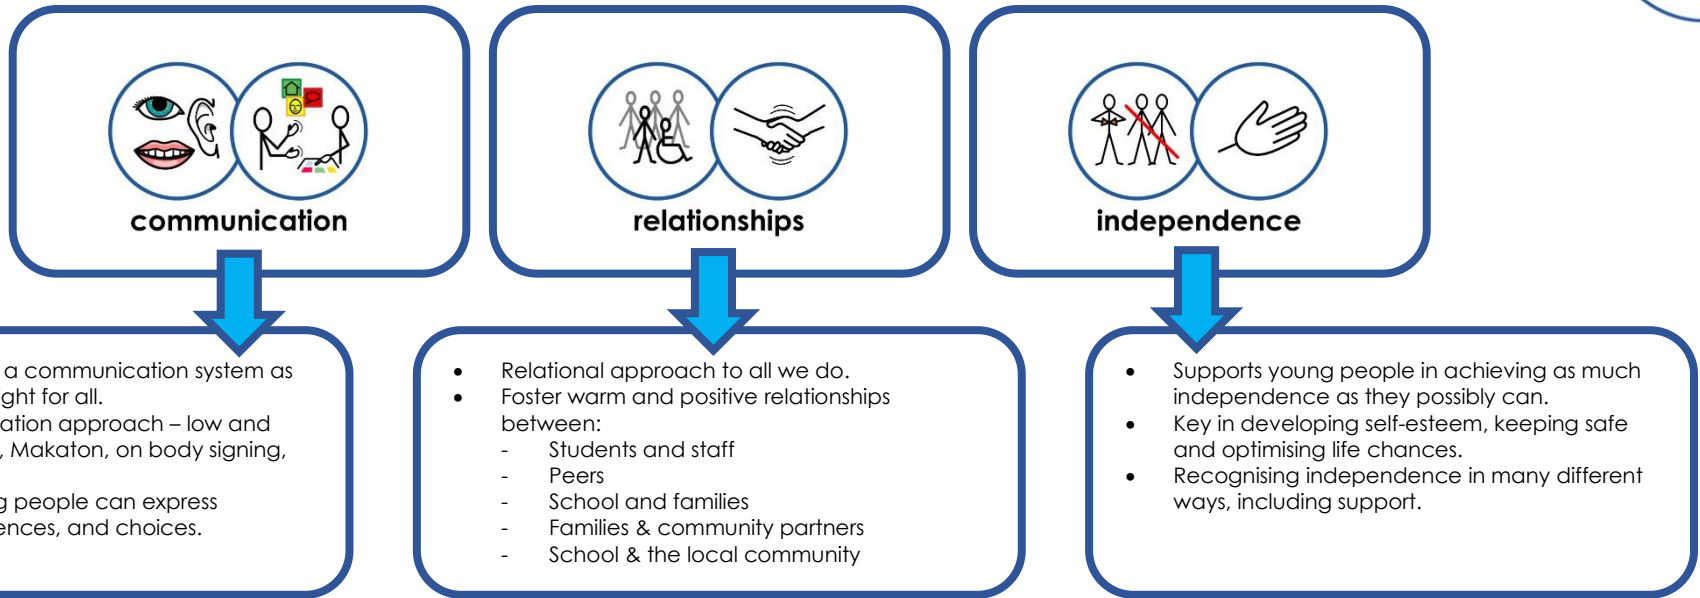 communication
relationships
independence
a communication system as
ight for all.
ation approach – low and
, Makaton, on body signing,
g people can express
ences, and choices.
• Relational approach to all we do.
• Foster warm and positive relationships
between:
- Students and staff
- Peers
- School and families
- Families & community partners
- School & the local community
• Supports young people in achieving as much
independence as they possibly can.
• Key in developing self-esteem, keeping safe
and optimising life chances.
• Recognising independence in many different
ways, including support.